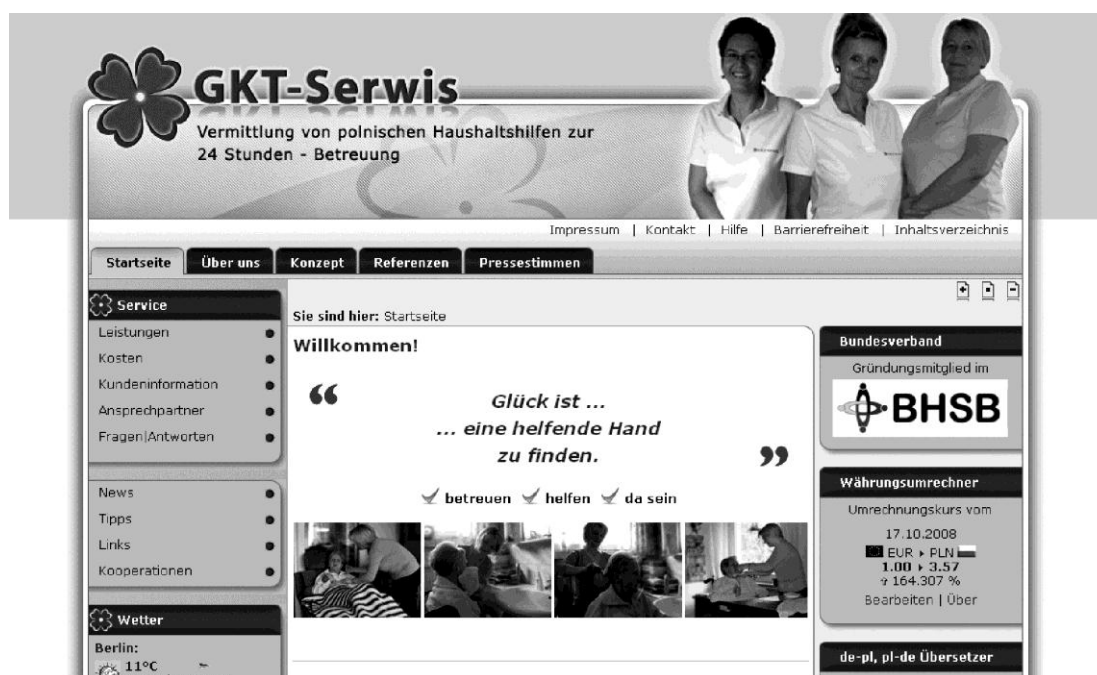 GKT-Serwis
Vermittlung von polnischen Haushaltshilfen zur
24 Stunden - Betreuung
Impressum | Kontakt | Hilfe | Barrierefreiheit | Inhaltsverzeichnis
Startseite Über uns Konzept Referenzen Pressestimmen
Service
Leistungen
Kosten
Kundeninformation
Ansprechpartner
Fragen|Antworten
News
Tipps
Links
Kooperationen
Wetter
Berlin:
11°C
Sie sind hier: Startseite
Willkommen!
“
Glück ist ...
... eine helfende Hand
zu finden.
”
betreuen helfen da sein
Bundesverband
Gründungsmitglied im
BHSB
Währungsumrechner
Umrechnungskurs vom
17.10.2008
EUR ▸ PLN
1.00 ▸ 3.57
164.307 %
Bearbeiten | Über
de-pl, pl-de Übersetzer